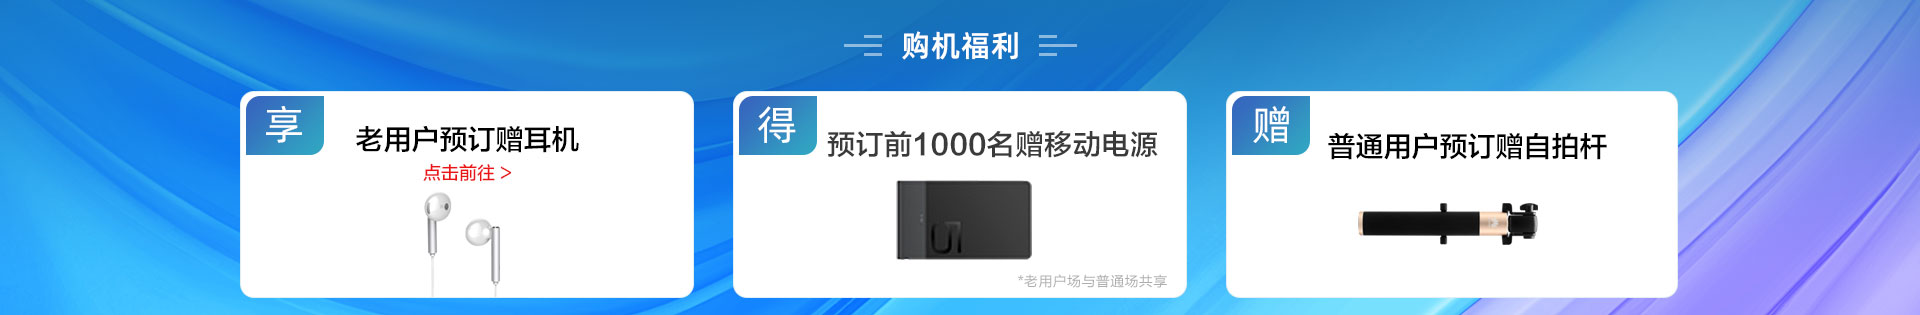 购机福利
享
老用户预订赠耳机
点击前往 >
得
预订前1000名赠移动电源
*老用户场与普通场共享
赠
普通用户预订赠自拍杆